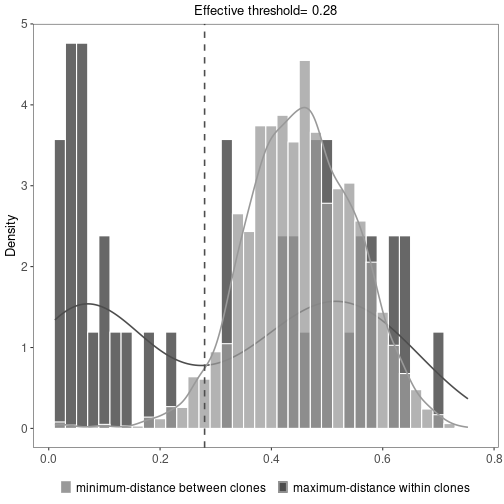 Effective threshold= 0.28
5
4
3
2
1
0
Density
0.0 0.2 0.4 0.6 0.8
minimum-distance between clones maximum-distance within clones